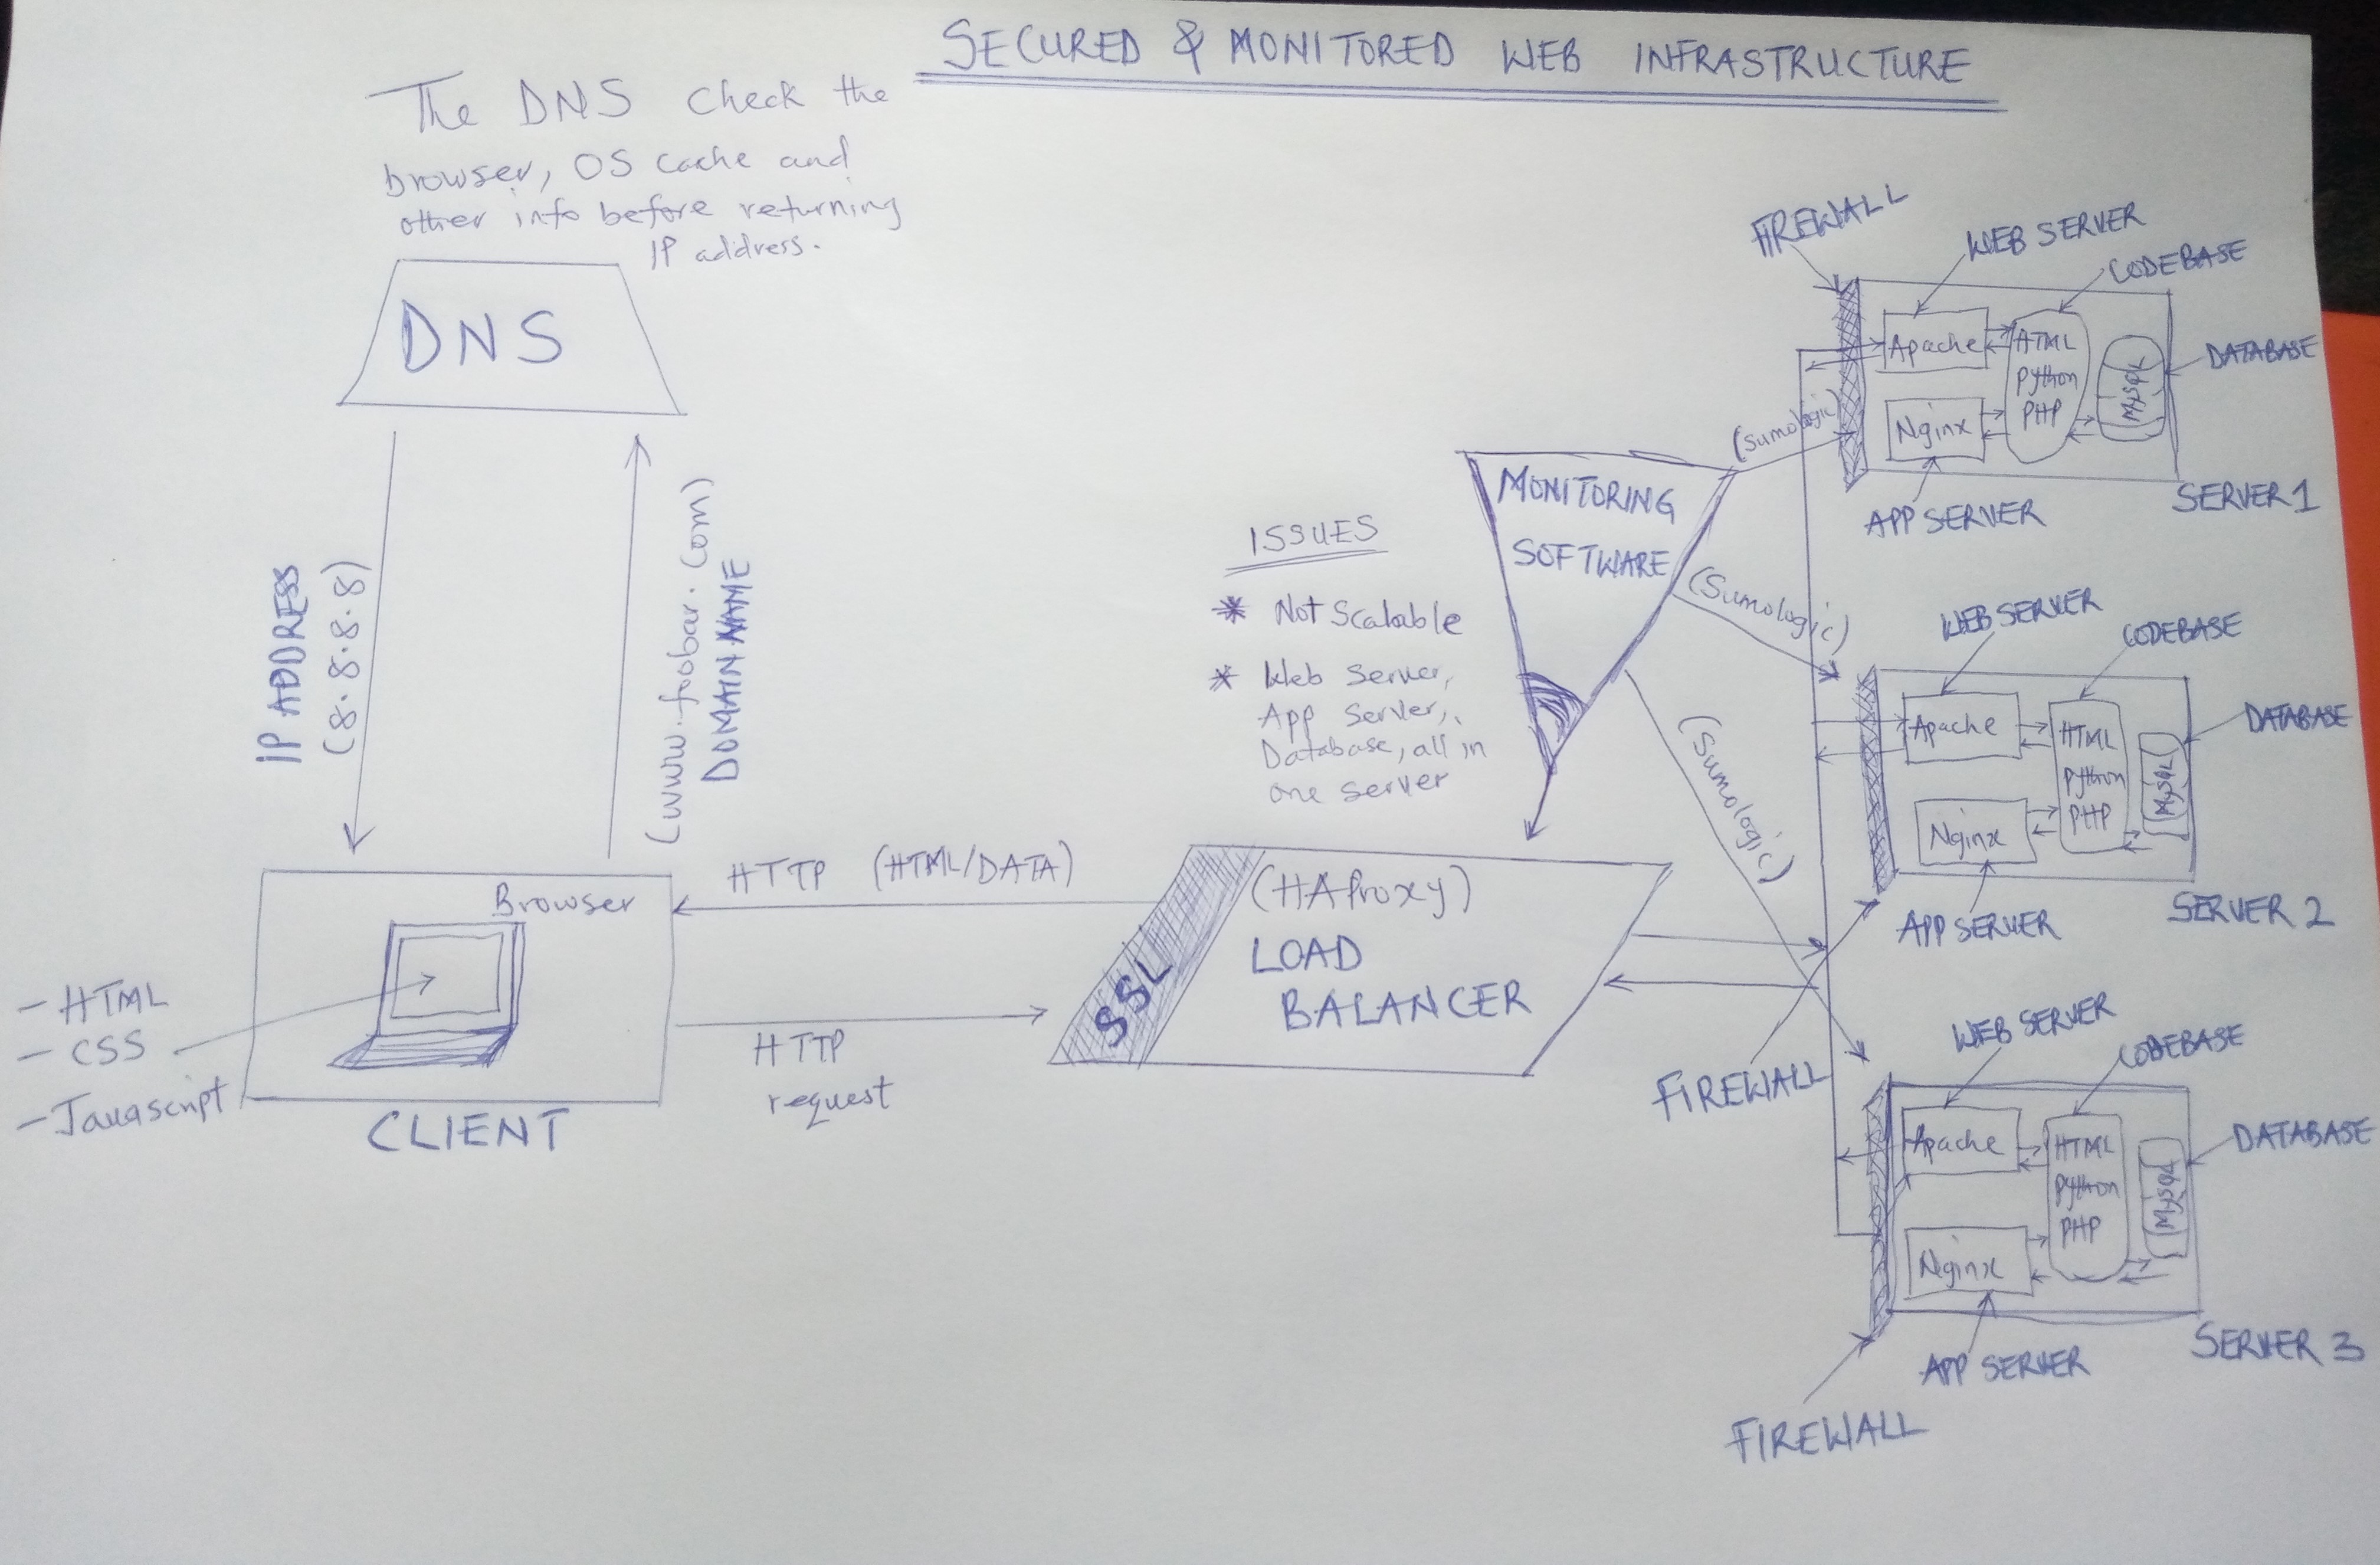 SECURED & MONITORED WEB INFRASTRUCTURE
The DNS check the
browser, OS cache and
other info before returning
IP address.
DNS
IP ADDRESS
(8.8.8.8)
(www.foobar.com)
DOMAIN NAME
Browser
- HTML
- CSS
- Javascript
CLIENT
HTTP (HTML/DATA)
HTTP
request
SSL
(HAProxy)
LOAD
BALANCER
ISSUES
* Not Scalable
* Web Server,
App Server,
Database, all in
one server
MONITORING
SOFTWARE
(Sumologic)
(Sumologic)
(Sumologic)
FIREWALL
WEB SERVER
CODEBASE
DATABASE
Apache
HTML
Python
PHP
MySQL
Nginx
APP SERVER
SERVER 1
WEB SERVER
CODEBASE
DATABASE
Apache
HTML
Python
PHP
MySQL
Nginx
APP SERVER
SERVER 2
FIREWALL
WEB SERVER
CODEBASE
DATABASE
Apache
HTML
Python
PHP
MySQL
Nginx
APP SERVER
SERVER 3
FIREWALL